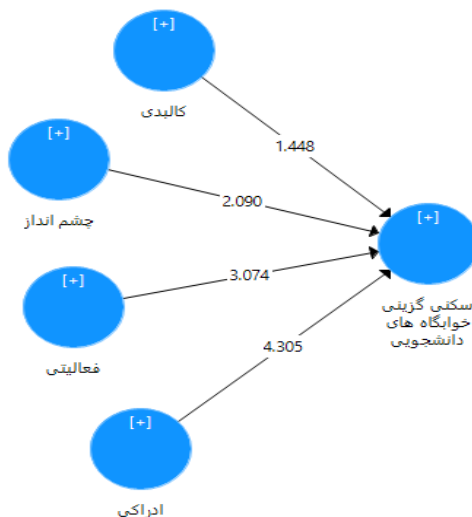 [+]
کالبدی
1.448
[+]
چشم انداز
2.090
[+]
سکنی گزینی
خوابگاه های
دانشجویی
[+]
فعالیتی
3.074
4.305
[+]
ادراکی